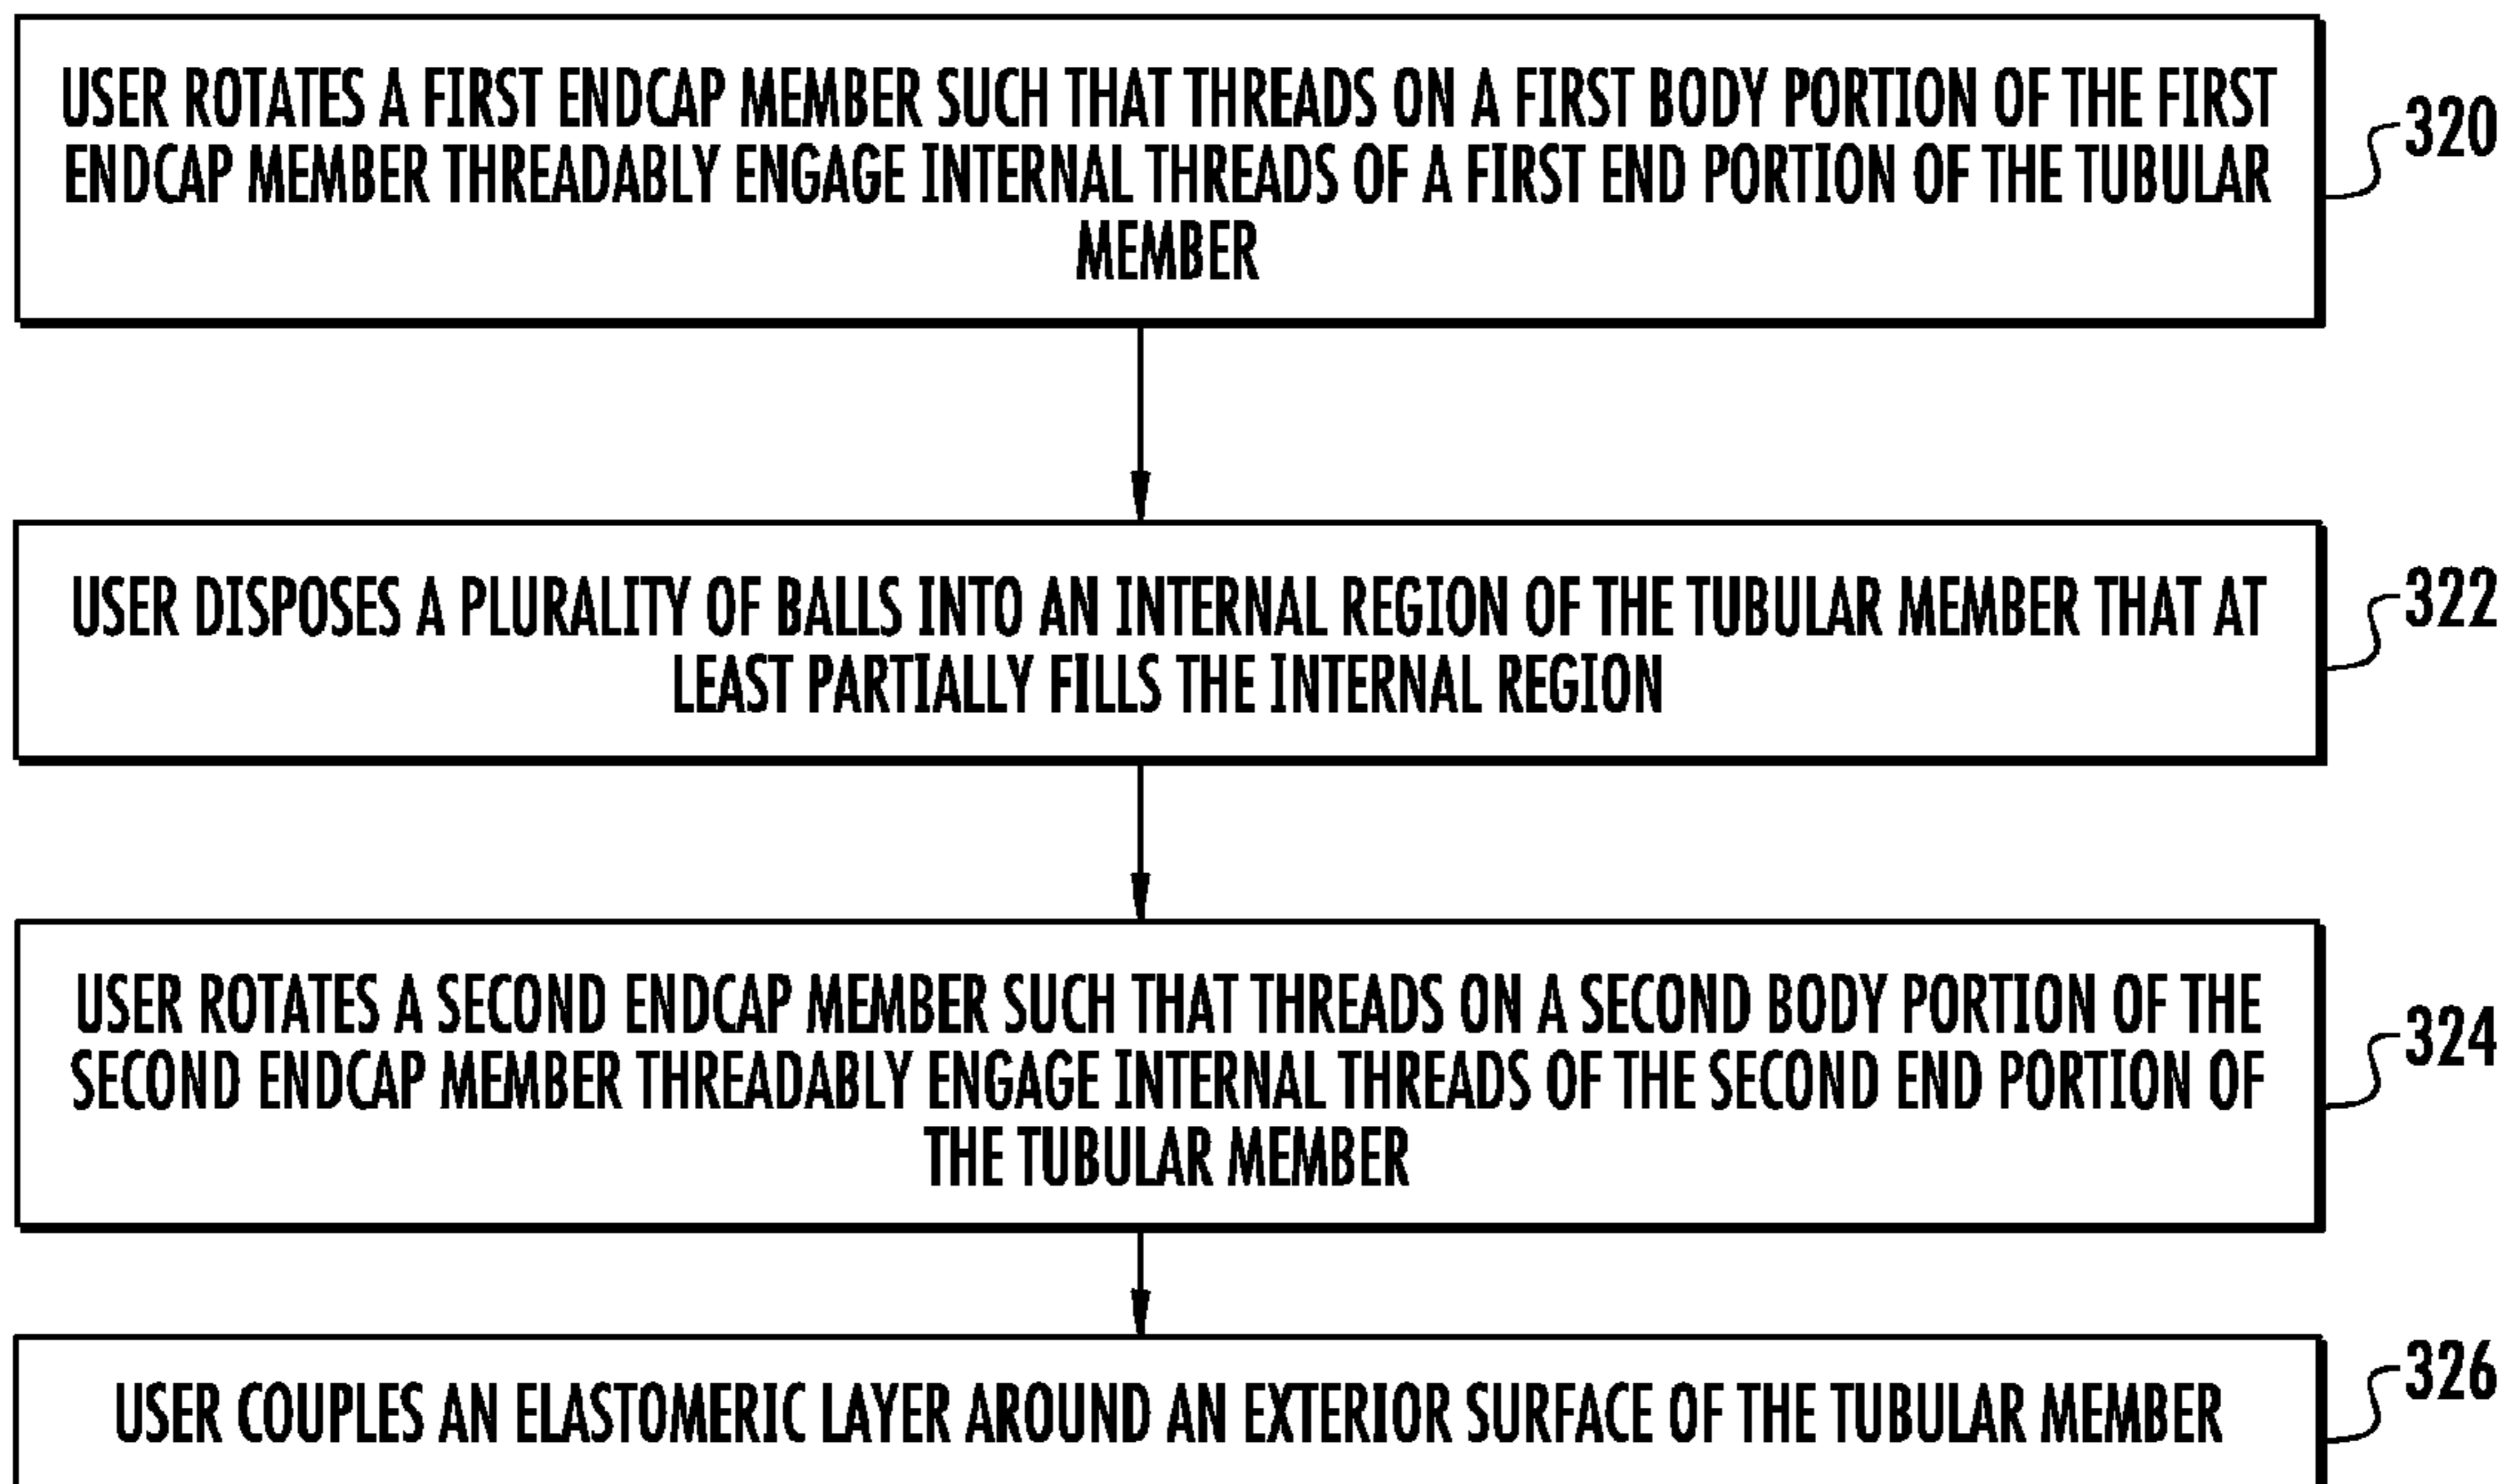 USER ROTATES A FIRST ENDCAP MEMBER SUCH THAT THREADS ON A FIRST BODY PORTION OF THE FIRST
ENDCAP MEMBER THREADABLY ENGAGE INTERNAL THREADS OF A FIRST END PORTION OF THE TUBULAR
MEMBER
320
USER DISPOSES A PLURALITY OF BALLS INTO AN INTERNAL REGION OF THE TUBULAR MEMBER THAT AT
LEAST PARTIALLY FILLS THE INTERNAL REGION
322
USER ROTATES A SECOND ENDCAP MEMBER SUCH THAT THREADS ON A SECOND BODY PORTION OF THE
SECOND ENDCAP MEMBER THREADABLY ENGAGE INTERNAL THREADS OF THE SECOND END PORTION OF
THE TUBULAR MEMBER
324
USER COUPLES AN ELASTOMERIC LAYER AROUND AN EXTERIOR SURFACE OF THE TUBULAR MEMBER
326